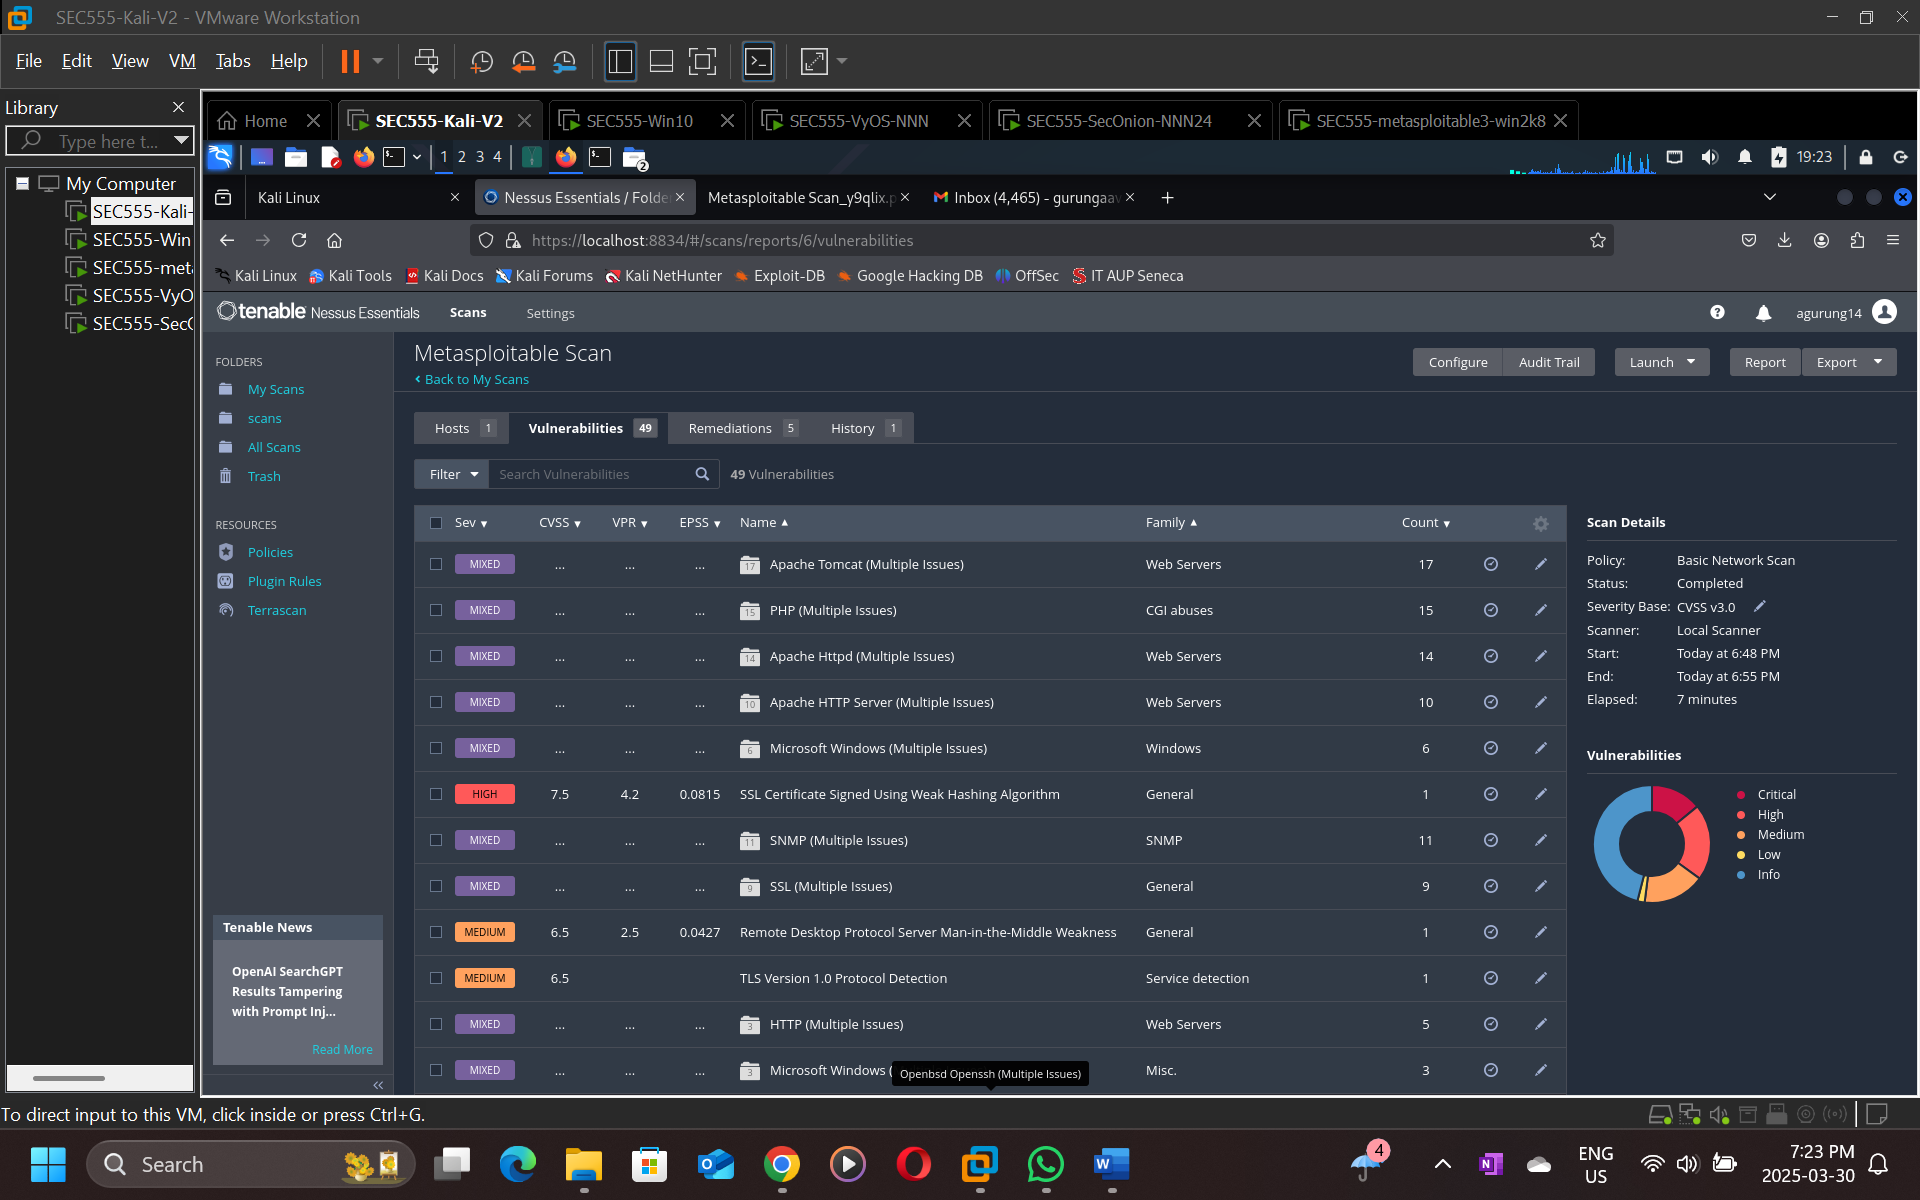 SEC555-Kali-V2 - VMware Workstation
File Edit View VM Tabs Help
Library
Type here t...
My Computer
SEC555-Kali-
SEC555-Win
SEC555-met
SEC555-VyO
SEC555-Sec
Home SEC555-Kali-V2 SEC555-Win10 SEC555-VyOS-NNN SEC555-SecOnion-NNN24 SEC555-metasploitable3-win2k8
1 2 3 4 2 19:23
Kali Linux Nessus Essentials / Folde Metasploitable Scan_y9qlix.p Inbox (4,465) - gurungaav
https://localhost:8834/#/scans/reports/6/vulnerabilities
Kali Linux Kali Tools Kali Docs Kali Forums Kali NetHunter Exploit-DB Google Hacking DB OffSec IT AUP Seneca
tenable Nessus Essentials Scans Settings agurung14
FOLDERS
My Scans
scans
All Scans
Trash
RESOURCES
Policies
Plugin Rules
Terrascan
Tenable News
OpenAI SearchGPT
Results Tampering
with Prompt Inj...
Read More
Metasploitable Scan
Back to My Scans
Configure Audit Trail Launch Report Export
Hosts 1 Vulnerabilities 49 Remediations 5 History 1
Filter Search Vulnerabilities 49 Vulnerabilities
Sev CVSS VPR EPSS Name Family Count
MIXED ... ... ... 17 Apache Tomcat (Multiple Issues) Web Servers 17
MIXED ... ... ... 15 PHP (Multiple Issues) CGI abuses 15
MIXED ... ... ... 14 Apache Httpd (Multiple Issues) Web Servers 14
MIXED ... ... ... 10 Apache HTTP Server (Multiple Issues) Web Servers 10
MIXED ... ... ... 6 Microsoft Windows (Multiple Issues) Windows 6
HIGH 7.5 4.2 0.0815 SSL Certificate Signed Using Weak Hashing Algorithm General 1
MIXED ... ... ... 11 SNMP (Multiple Issues) SNMP 11
MIXED ... ... ... 9 SSL (Multiple Issues) General 9
MEDIUM 6.5 2.5 0.0427 Remote Desktop Protocol Server Man-in-the-Middle Weakness General 1
MEDIUM 6.5 TLS Version 1.0 Protocol Detection Service detection 1
MIXED ... ... ... 3 HTTP (Multiple Issues) Web Servers 5
MIXED ... ... ... 3 Microsoft Windows ( Misc. 3
Openbsd Openssh (Multiple Issues)
Scan Details
Policy: Basic Network Scan
Status: Completed
Severity Base: CVSS v3.0
Scanner: Local Scanner
Start: Today at 6:48 PM
End: Today at 6:55 PM
Elapsed: 7 minutes
Vulnerabilities
Critical
High
Medium
Low
Info
To direct input to this VM, click inside or press Ctrl+G.
Search
4
ENG
US
7:23 PM
2025-03-30